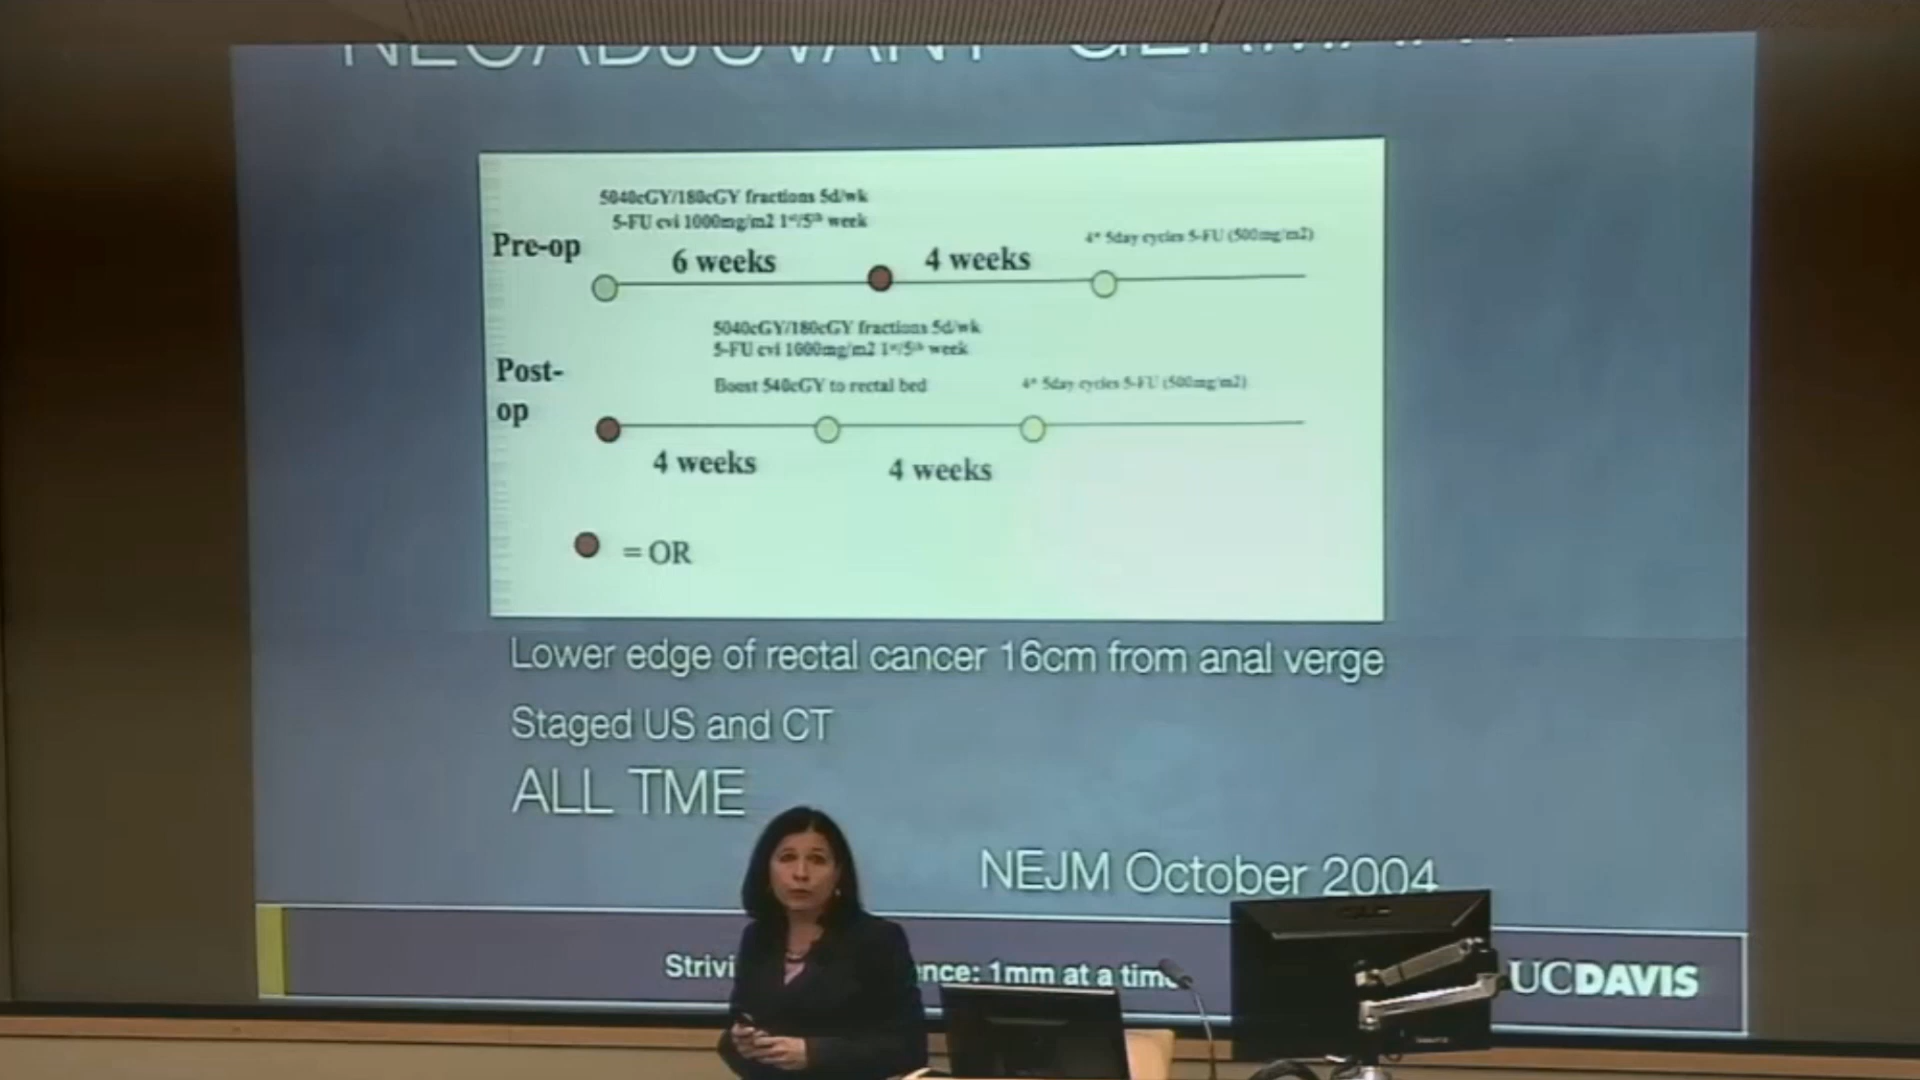 NEOADJUVANT GERMANY
5040cGY/180cGY fractions 5d/wk
5-FU cvi 1000mg/m2 1st/5th week
4* 5day cycles 5-FU (500mg/m2)
Pre-op
6 weeks
4 weeks
5040cGY/180cGY fractions 5d/wk
5-FU cvi 1000mg/m2 1st/5th week
Post-
op
Boost 540cGY to rectal bed
4* 5day cycles 5-FU (500mg/m2)
4 weeks
4 weeks
= OR
Lower edge of rectal cancer 16cm from anal verge
Staged US and CT
ALL TME
NEJM October 2004
Strivi nce: 1mm at a time
UCDAVIS